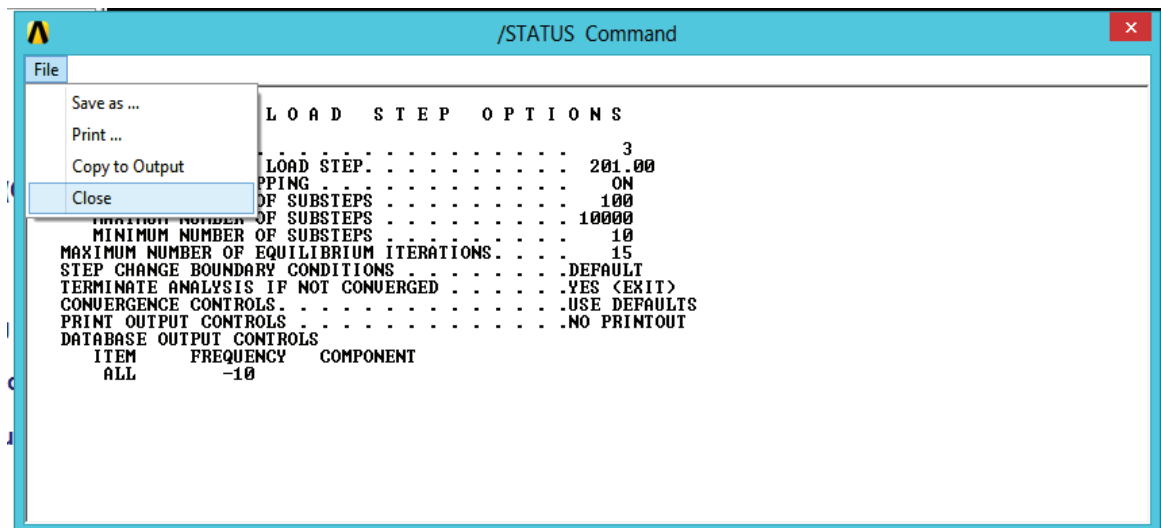 /STATUS Command
File
Save as ...
Print ...
Copy to Output
Close
L O A D   S T E P   O P T I O N S
. . . . . . . . . . . . . . . . . . 3
LOAD STEP. . . . . . . . . . . . . 201.00
PPING . . . . . . . . . . . . . . . ON
OF SUBSTEPS . . . . . . . . . . . 100
MAXIMUM NUMBER OF SUBSTEPS . . . . . . . . . . . 10000
MINIMUM NUMBER OF SUBSTEPS . . . . . . . . . . . 10
MAXIMUM NUMBER OF EQUILIBRIUM ITERATIONS. . . . 15
STEP CHANGE BOUNDARY CONDITIONS . . . . . . . .DEFAULT
TERMINATE ANALYSIS IF NOT CONVERGED . . . . . .YES (EXIT)
CONVERGENCE CONTROLS. . . . . . . . . . . . . .USE DEFAULTS
PRINT OUTPUT CONTROLS . . . . . . . . . . . . .NO PRINTOUT
DATABASE OUTPUT CONTROLS
ITEM FREQUENCY COMPONENT
ALL -10